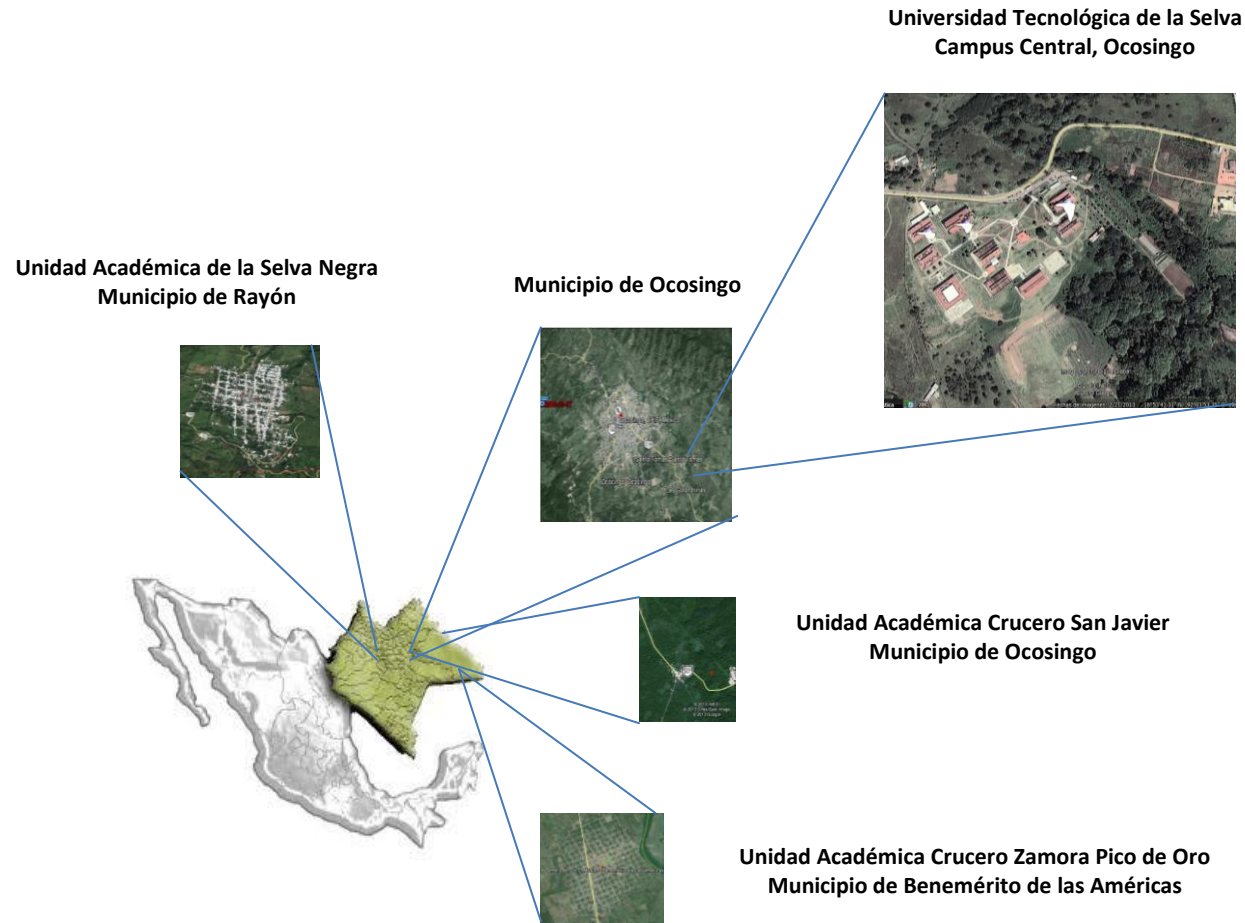 Universidad Tecnológica de la Selva
Campus Central, Ocosingo
Unidad Académica de la Selva Negra
Municipio de Rayón
Municipio de Ocosingo
Unidad Académica Crucero San Javier
Municipio de Ocosingo
Unidad Académica Crucero Zamora Pico de Oro
Municipio de Benemérito de las Américas